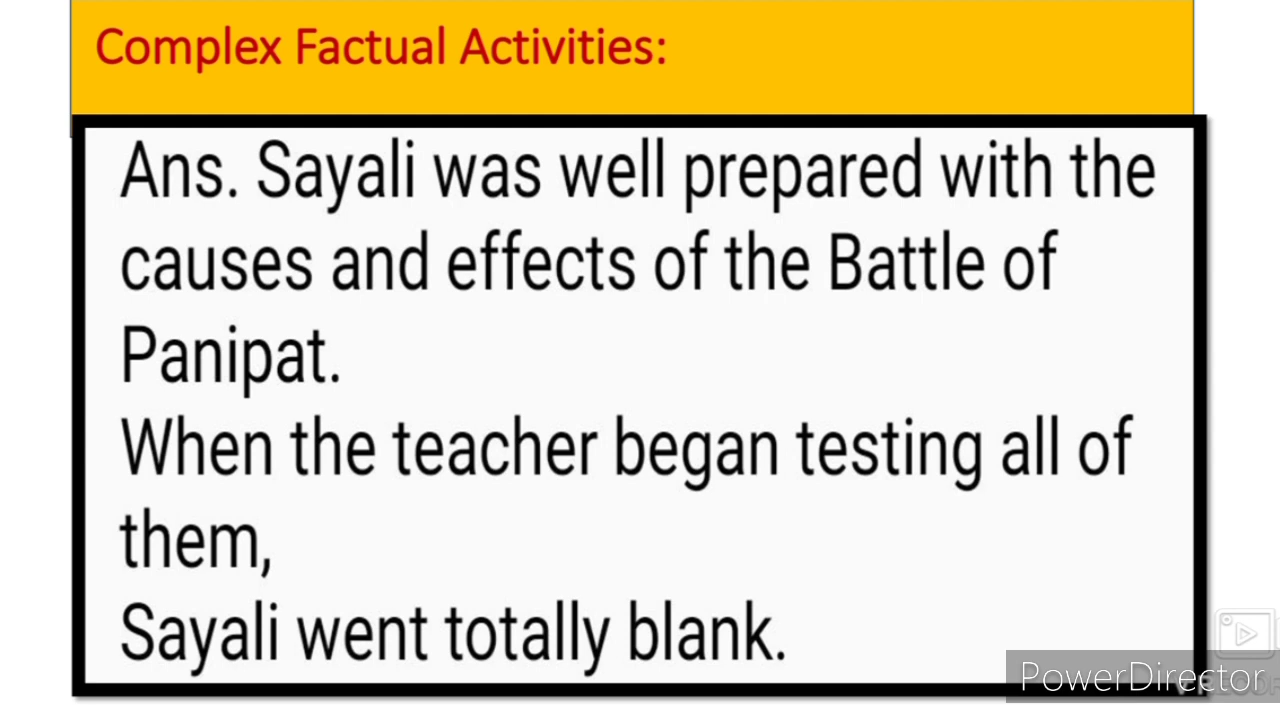 Complex Factual Activities:
Ans. Sayali was well prepared with the
causes and effects of the Battle of
Panipat.
When the teacher began testing all of
them,
Sayali went totally blank.
PowerDirector